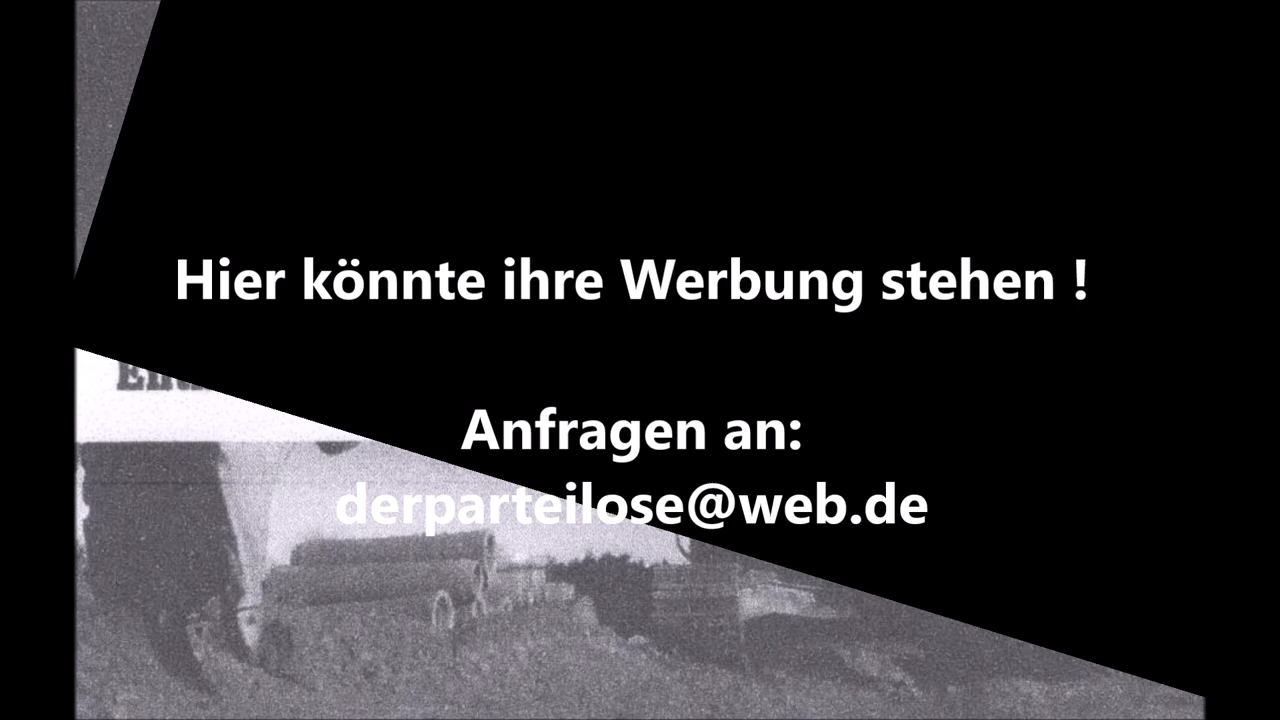 Hier könnte ihre Werbung stehen !
Anfragen an:
derparteilose@web.de